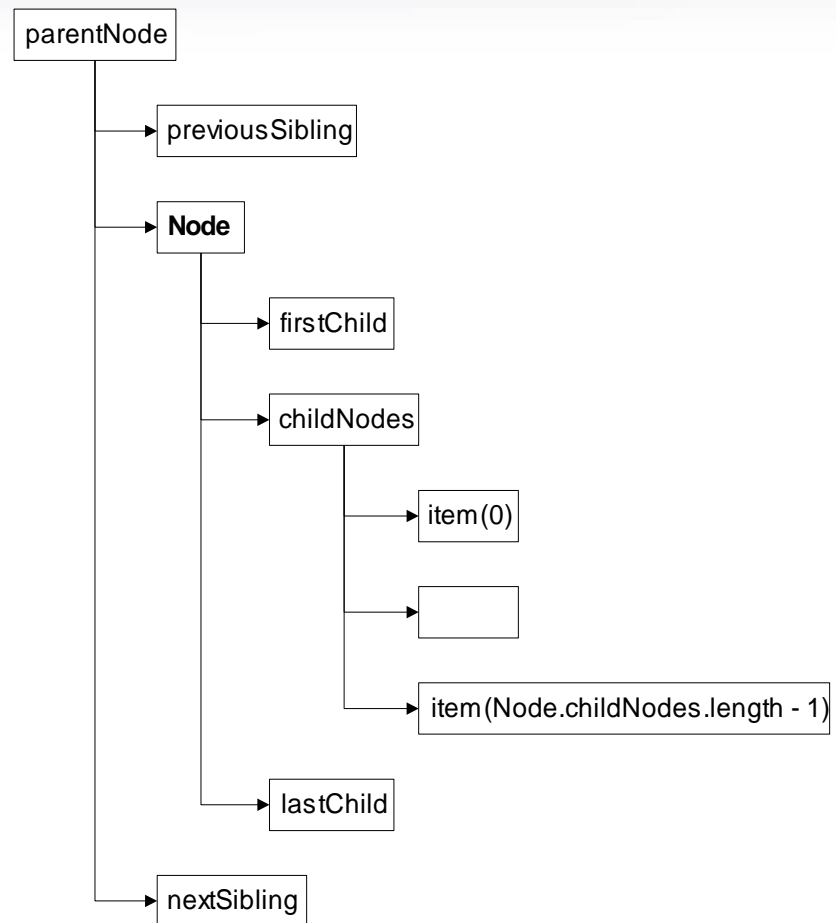 parentNode
previousSibling
Node
firstChild
childNodes
item(0)
item(Node.childNodes.length - 1)
lastChild
nextSibling